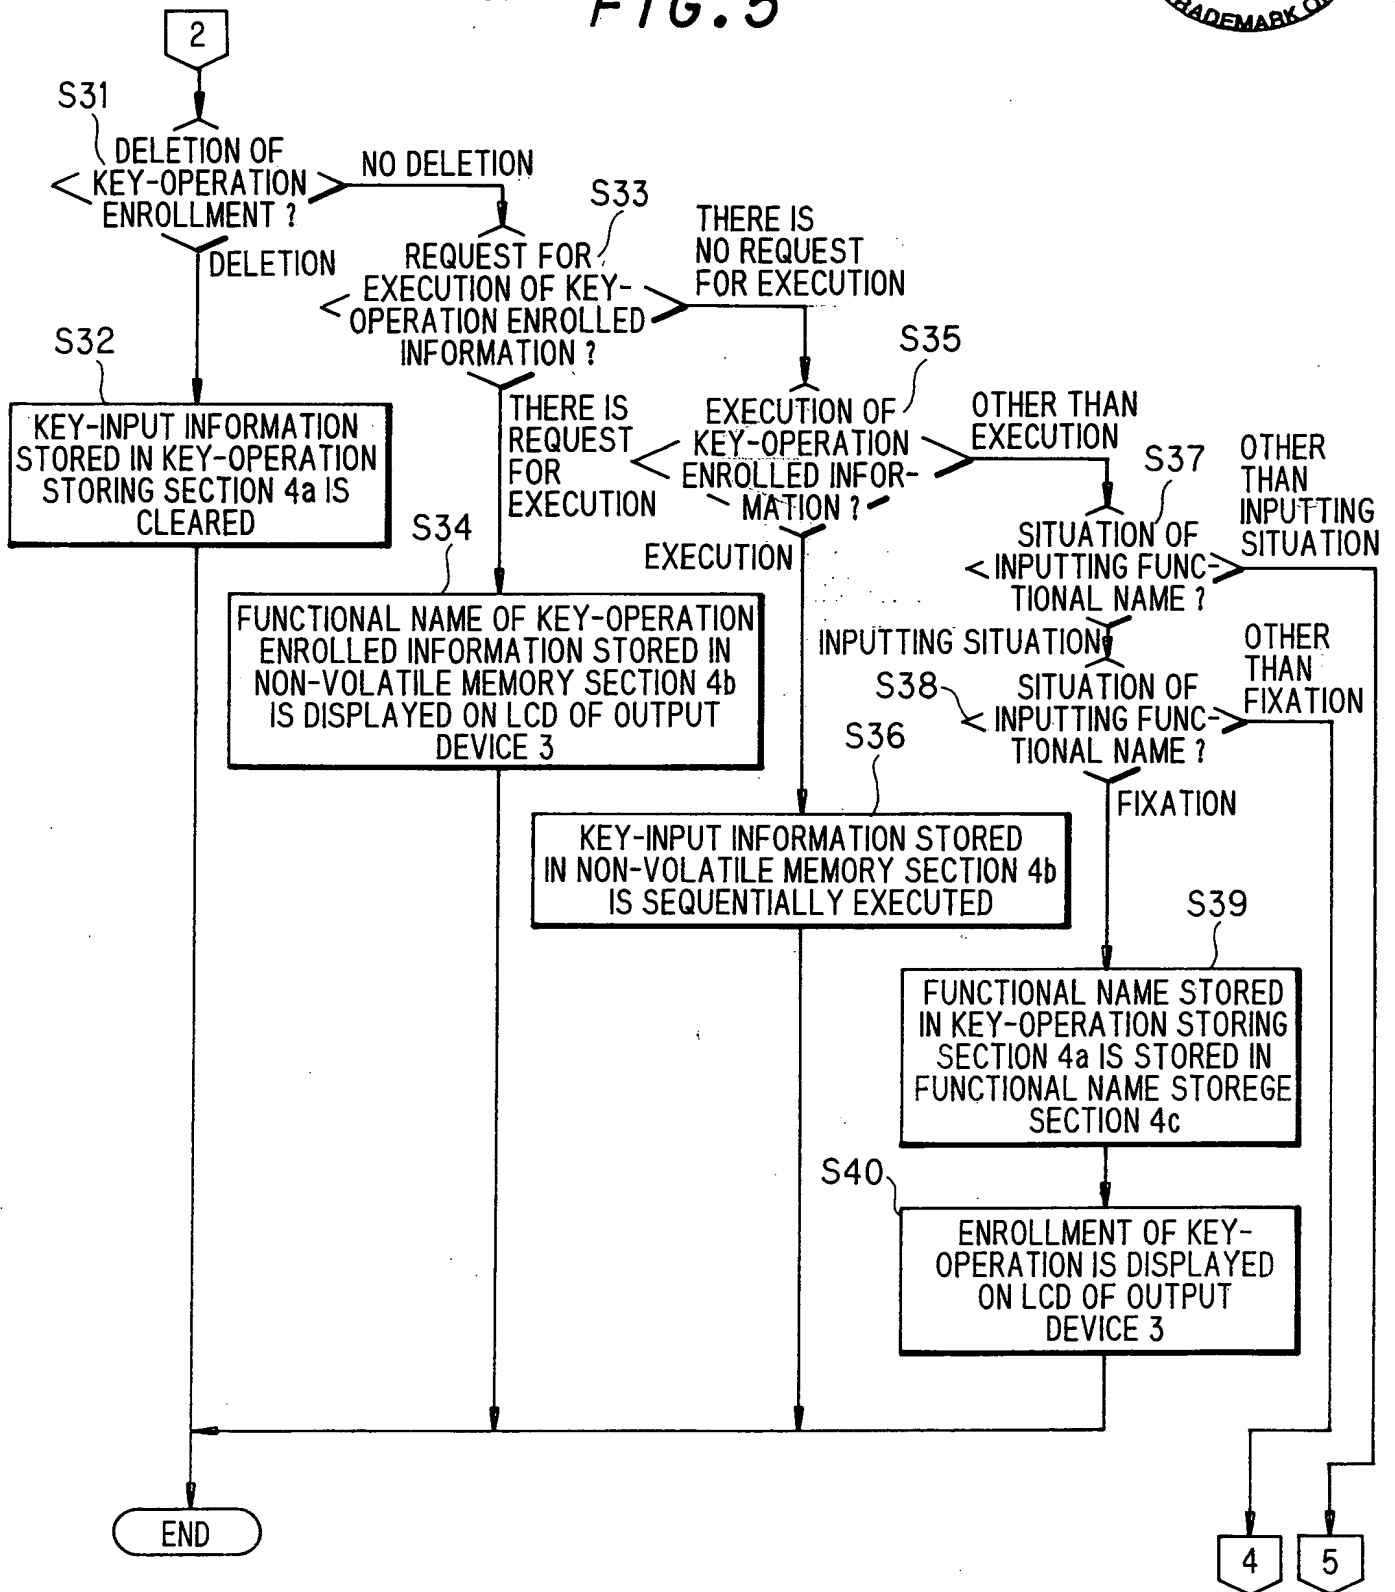 FIG. 5
TRADEMARK
2
S31
DELETION OF
KEY-OPERATION
ENROLLMENT ?
NO DELETION
DELETION
S32
KEY-INPUT INFORMATION
STORED IN KEY-OPERATION
STORING SECTION 4a IS
CLEARED
S33
REQUEST FOR
EXECUTION OF KEY-
OPERATION ENROLLED
INFORMATION ?
THERE IS
NO REQUEST
FOR EXECUTION
THERE IS
REQUEST
FOR
EXECUTION
S34
FUNCTIONAL NAME OF KEY-OPERATION
ENROLLED INFORMATION STORED IN
NON-VOLATILE MEMORY SECTION 4b
IS DISPLAYED ON LCD OF OUTPUT
DEVICE 3
S35
EXECUTION OF
KEY-OPERATION
ENROLLED INFOR-
MATION ?
OTHER THAN
EXECUTION
EXECUTION
S36
KEY-INPUT INFORMATION STORED
IN NON-VOLATILE MEMORY SECTION 4b
IS SEQUENTIALLY EXECUTED
S37
SITUATION OF
INPUTTING FUNC-
TIONAL NAME ?
OTHER
THAN
INPUTTING
SITUATION
INPUTTING SITUATION
S38
SITUATION OF
INPUTTING FUNC-
TIONAL NAME ?
OTHER
THAN
FIXATION
FIXATION
S39
FUNCTIONAL NAME STORED
IN KEY-OPERATION STORING
SECTION 4a IS STORED IN
FUNCTIONAL NAME STOREGE
SECTION 4c
S40
ENROLLMENT OF KEY-
OPERATION IS DISPLAYED
ON LCD OF OUTPUT
DEVICE 3
END
4
5